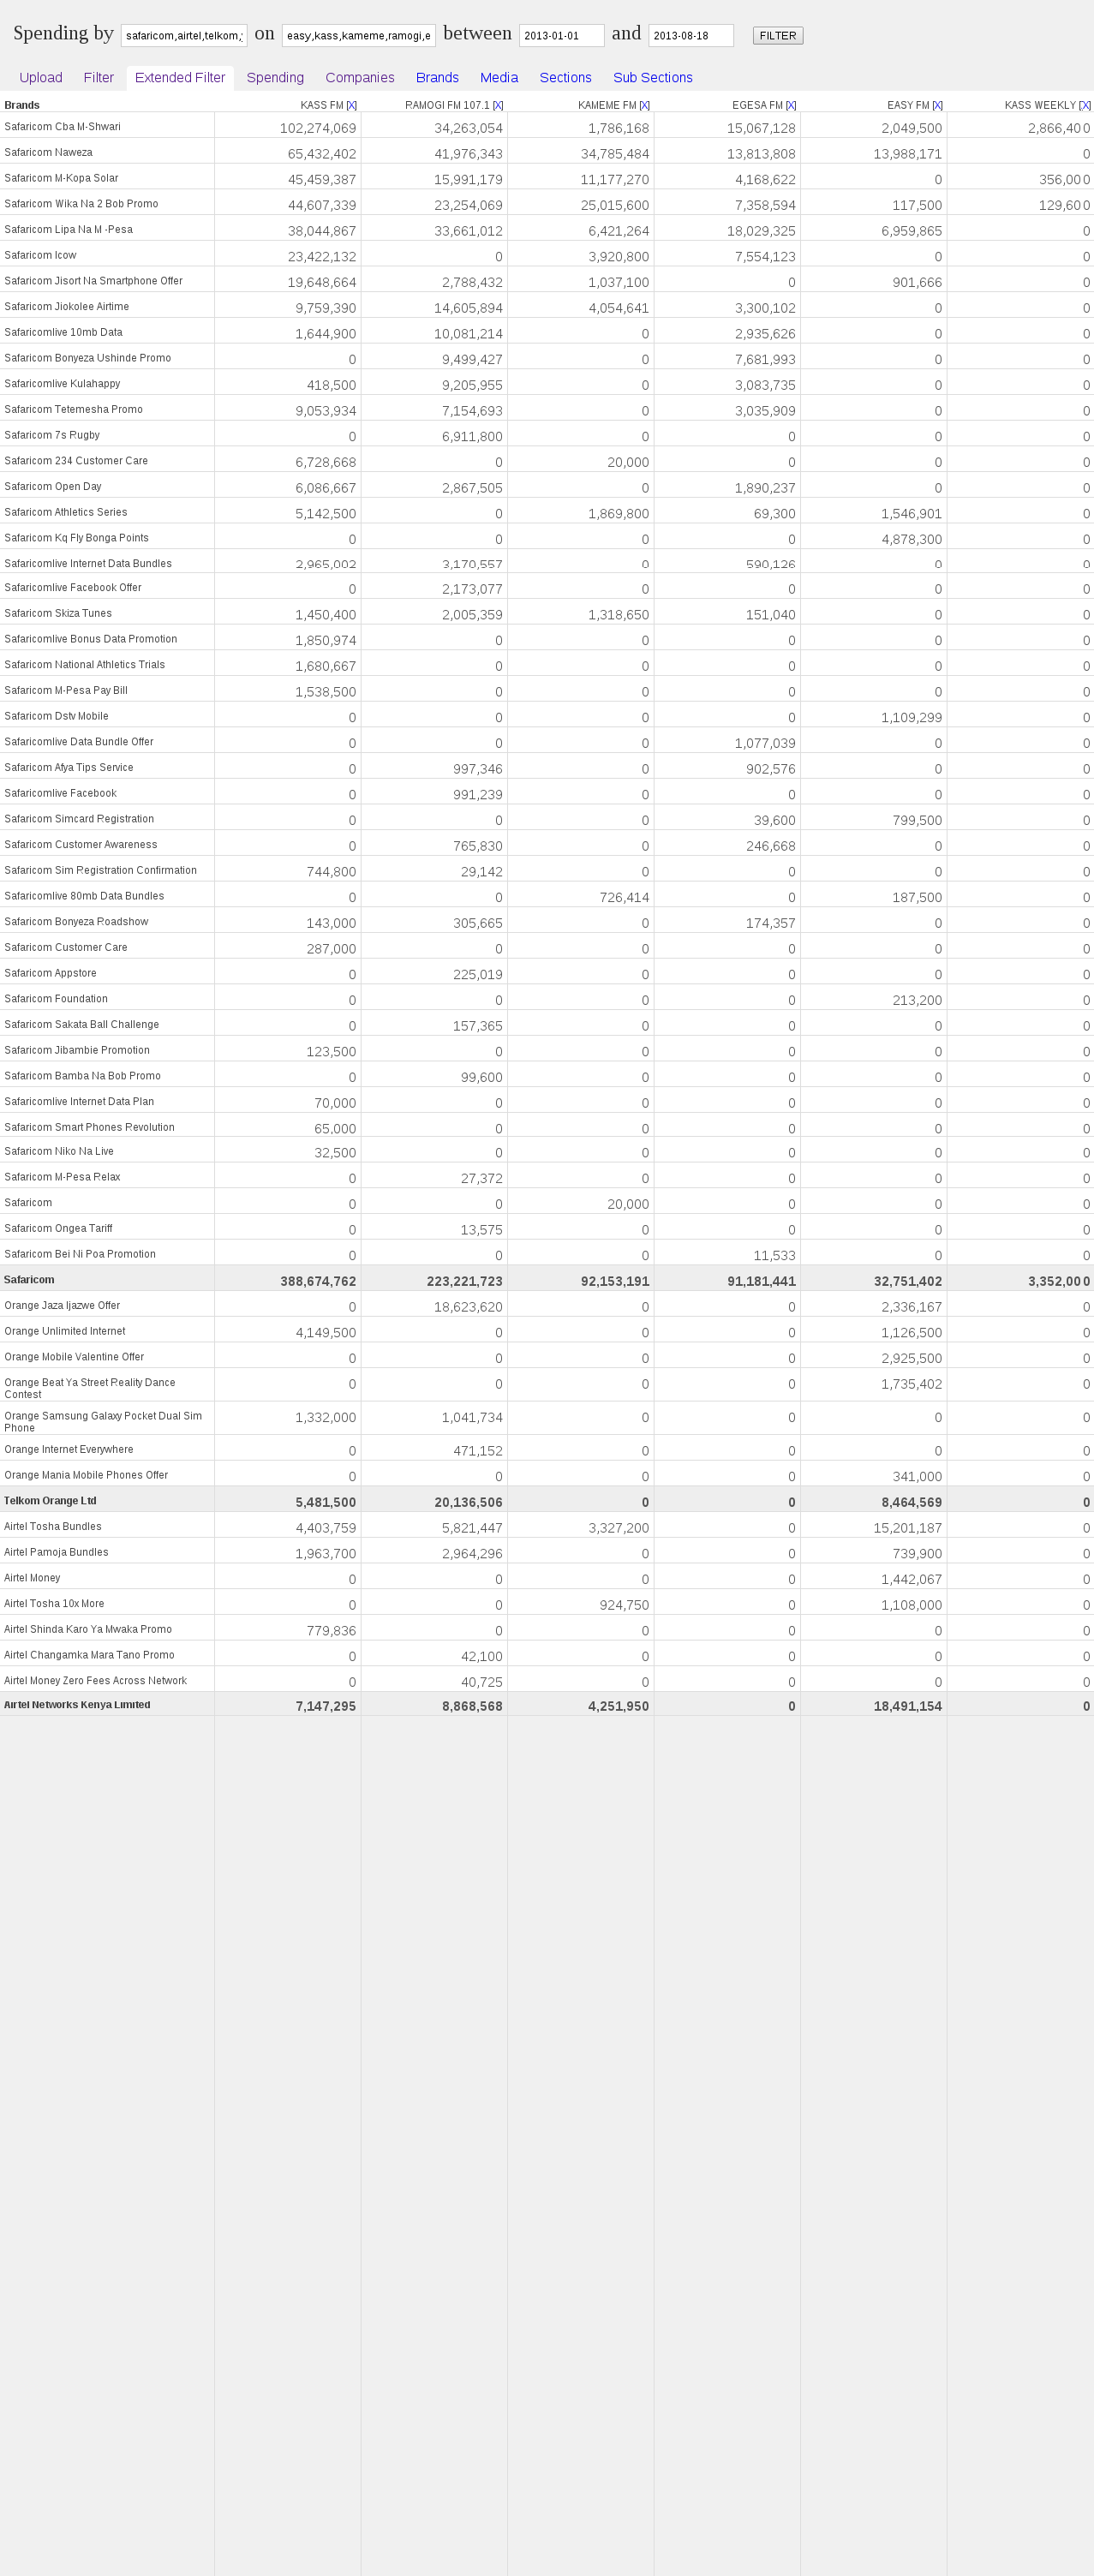 Spending by safaricom,airtel,telkom, on easy,kass,kameme,ramogi,e between 2013-01-01 and 2013-08-18 FILTER
Upload Filter Extended Filter Spending Companies Brands Media Sections Sub Sections
Brands KASS FM [X] RAMOGI FM 107.1 [X] KAMEME FM [X] EGESA FM [X] EASY FM [X] KASS WEEKLY [X]
Safaricom Cba M-Shwari 102,274,069 34,263,054 1,786,168 15,067,128 2,049,500 2,866,400
Safaricom Naweza 65,432,402 41,976,343 34,785,484 13,813,808 13,988,171 0
Safaricom M-Kopa Solar 45,459,387 15,991,179 11,177,270 4,168,622 0 356,000
Safaricom Wika Na 2 Bob Promo 44,607,339 23,254,069 25,015,600 7,358,594 117,500 129,600
Safaricom Lipa Na M -Pesa 38,044,867 33,661,012 6,421,264 18,029,325 6,959,865 0
Safaricom Icow 23,422,132 0 3,920,800 7,554,123 0 0
Safaricom Jisort Na Smartphone Offer 19,648,664 2,788,432 1,037,100 0 901,666 0
Safaricom Jiokolee Airtime 9,759,390 14,605,894 4,054,641 3,300,102 0 0
Safaricomlive 10mb Data 1,644,900 10,081,214 0 2,935,626 0 0
Safaricom Bonyeza Ushinde Promo 0 9,499,427 0 7,681,993 0 0
Safaricomlive Kulahappy 418,500 9,205,955 0 3,083,735 0 0
Safaricom Tetemesha Promo 9,053,934 7,154,693 0 3,035,909 0 0
Safaricom 7s Rugby 0 6,911,800 0 0 0 0
Safaricom 234 Customer Care 6,728,668 0 20,000 0 0 0
Safaricom Open Day 6,086,667 2,867,505 0 1,890,237 0 0
Safaricom Athletics Series 5,142,500 0 1,869,800 69,300 1,546,901 0
Safaricom Kq Fly Bonga Points 0 0 0 0 4,878,300 0
Safaricomlive Internet Data Bundles 2,965,002 3,170,557 0 590,126 0 0
Safaricomlive Facebook Offer 0 2,173,077 0 0 0 0
Safaricom Skiza Tunes 1,450,400 2,005,359 1,318,650 151,040 0 0
Safaricomlive Bonus Data Promotion 1,850,974 0 0 0 0 0
Safaricom National Athletics Trials 1,680,667 0 0 0 0 0
Safaricom M-Pesa Pay Bill 1,538,500 0 0 0 0 0
Safaricom Dstv Mobile 0 0 0 0 1,109,299 0
Safaricomlive Data Bundle Offer 0 0 0 1,077,039 0 0
Safaricom Afya Tips Service 0 997,346 0 902,576 0 0
Safaricomlive Facebook 0 991,239 0 0 0 0
Safaricom Simcard Registration 0 0 0 39,600 799,500 0
Safaricom Customer Awareness 0 765,830 0 246,668 0 0
Safaricom Sim Registration Confirmation 744,800 29,142 0 0 0 0
Safaricomlive 80mb Data Bundles 0 0 726,414 0 187,500 0
Safaricom Bonyeza Roadshow 143,000 305,665 0 174,357 0 0
Safaricom Customer Care 287,000 0 0 0 0 0
Safaricom Appstore 0 225,019 0 0 0 0
Safaricom Foundation 0 0 0 0 213,200 0
Safaricom Sakata Ball Challenge 0 157,365 0 0 0 0
Safaricom Jibambie Promotion 123,500 0 0 0 0 0
Safaricom Bamba Na Bob Promo 0 99,600 0 0 0 0
Safaricomlive Internet Data Plan 70,000 0 0 0 0 0
Safaricom Smart Phones Revolution 65,000 0 0 0 0 0
Safaricom Niko Na Live 32,500 0 0 0 0 0
Safaricom M-Pesa Relax 0 27,372 0 0 0 0
Safaricom 0 0 20,000 0 0 0
Safaricom Ongea Tariff 0 13,575 0 0 0 0
Safaricom Bei Ni Poa Promotion 0 0 0 11,533 0 0
Safaricom 388,674,762 223,221,723 92,153,191 91,181,441 32,751,402 3,352,000
Orange Jaza Ijazwe Offer 0 18,623,620 0 0 2,336,167 0
Orange Unlimited Internet 4,149,500 0 0 0 1,126,500 0
Orange Mobile Valentine Offer 0 0 0 0 2,925,500 0
Orange Beat Ya Street Reality Dance 0 0 0 0 1,735,402 0
Contest
Orange Samsung Galaxy Pocket Dual Sim 1,332,000 1,041,734 0 0 0 0
Phone
Orange Internet Everywhere 0 471,152 0 0 0 0
Orange Mania Mobile Phones Offer 0 0 0 0 341,000 0
Telkom Orange Ltd 5,481,500 20,136,506 0 0 8,464,569 0
Airtel Tosha Bundles 4,403,759 5,821,447 3,327,200 0 15,201,187 0
Airtel Pamoja Bundles 1,963,700 2,964,296 0 0 739,900 0
Airtel Money 0 0 0 0 1,442,067 0
Airtel Tosha 10x More 0 0 924,750 0 1,108,000 0
Airtel Shinda Karo Ya Mwaka Promo 779,836 0 0 0 0 0
Airtel Changamka Mara Tano Promo 0 42,100 0 0 0 0
Airtel Money Zero Fees Across Network 0 40,725 0 0 0 0
Airtel Networks Kenya Limited 7,147,295 8,868,568 4,251,950 0 18,491,154 0